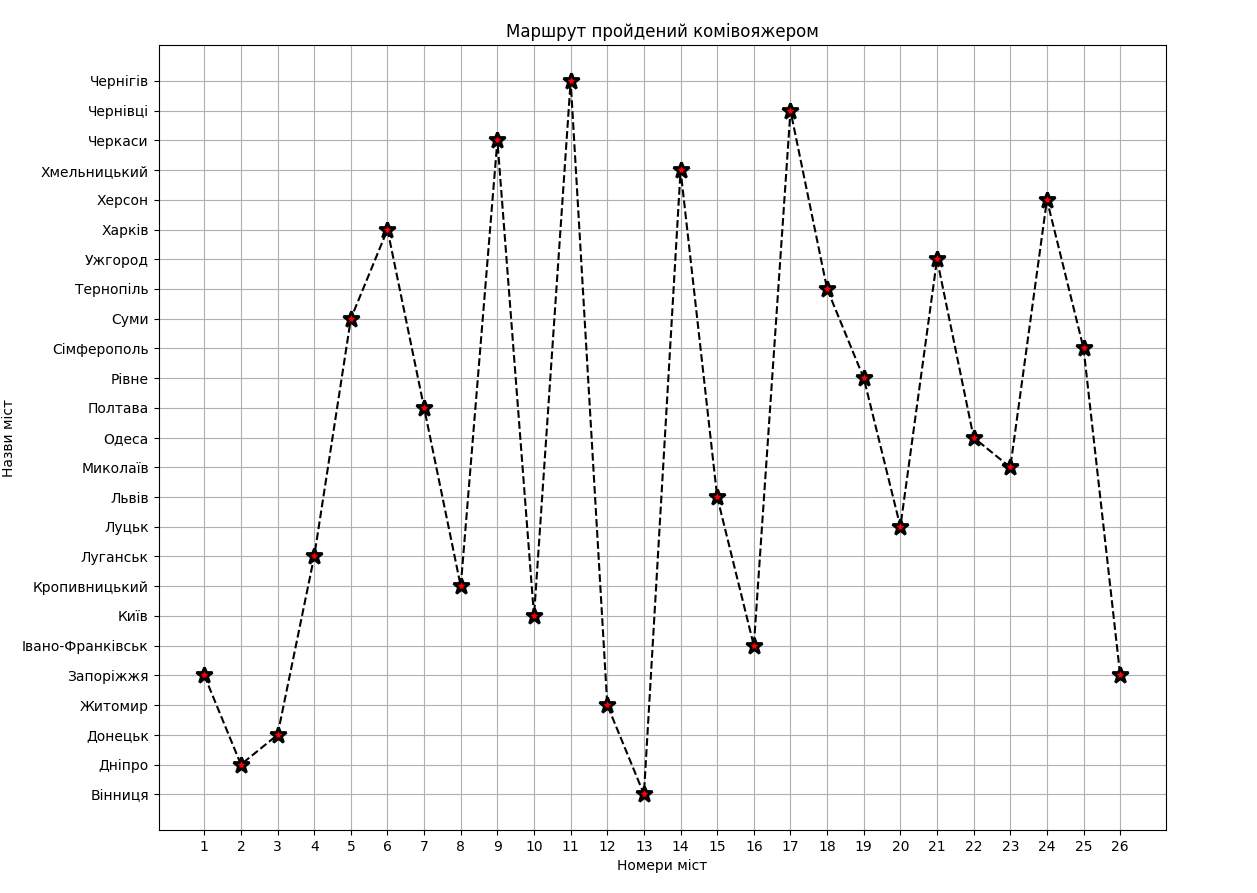 Маршрут пройдений комівояжером
Чернігів
Чернівці
Черкаси
Хмельницький
Херсон
Харків
Ужгород
Тернопіль
Суми
Сімферополь
Рівне
Полтава
Одеса
Миколаїв
Львів
Луцьк
Луганськ
Кропивницький
Київ
Івано-Франківськ
Запоріжжя
Житомир
Донецьк
Дніпро
Вінниця
Назви міст
1 2 3 4 5 6 7 8 9 10 11 12 13 14 15 16 17 18 19 20 21 22 23 24 25 26
Номери міст